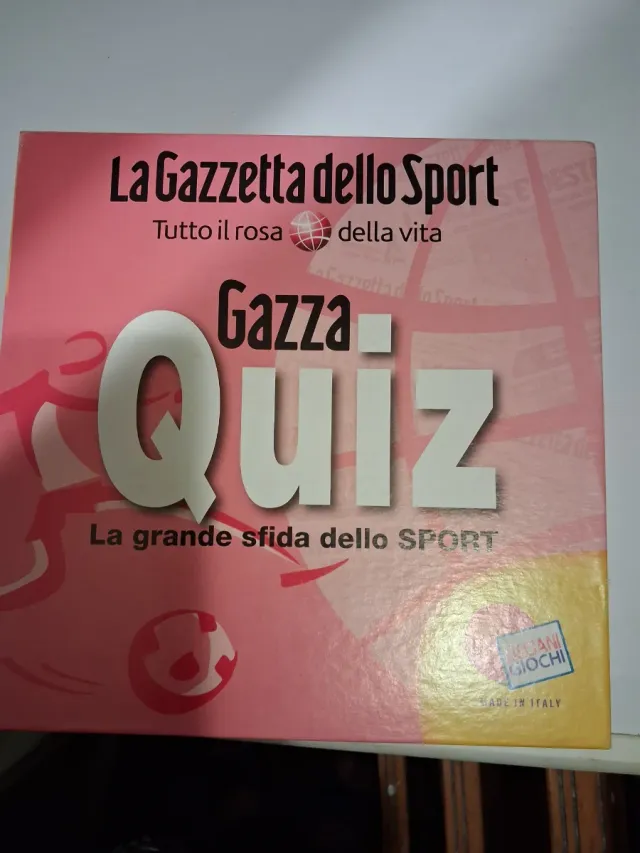 La Gazzetta dello Sport
Tutto il rosa della vita
Gazza
Quiz
La grande sfida dello SPORT
GIOCHI
MADE IN ITALY